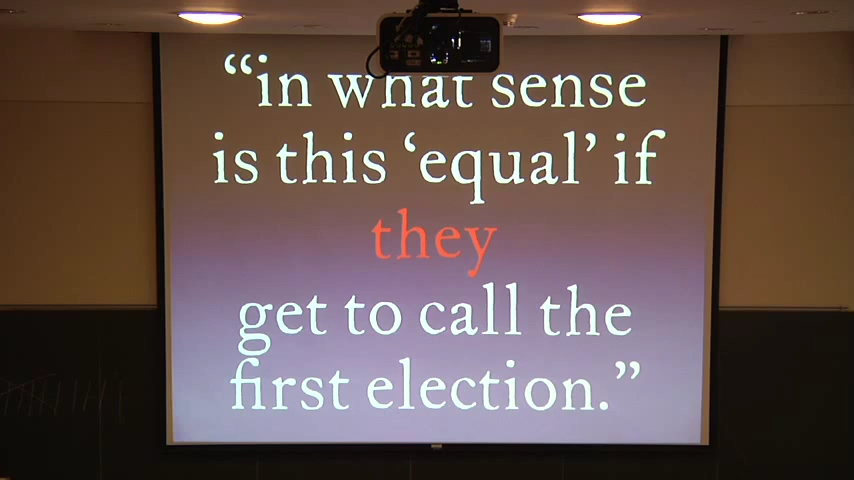 “in what sense
is this ‘equal’ if
they
get to call the
first election.”